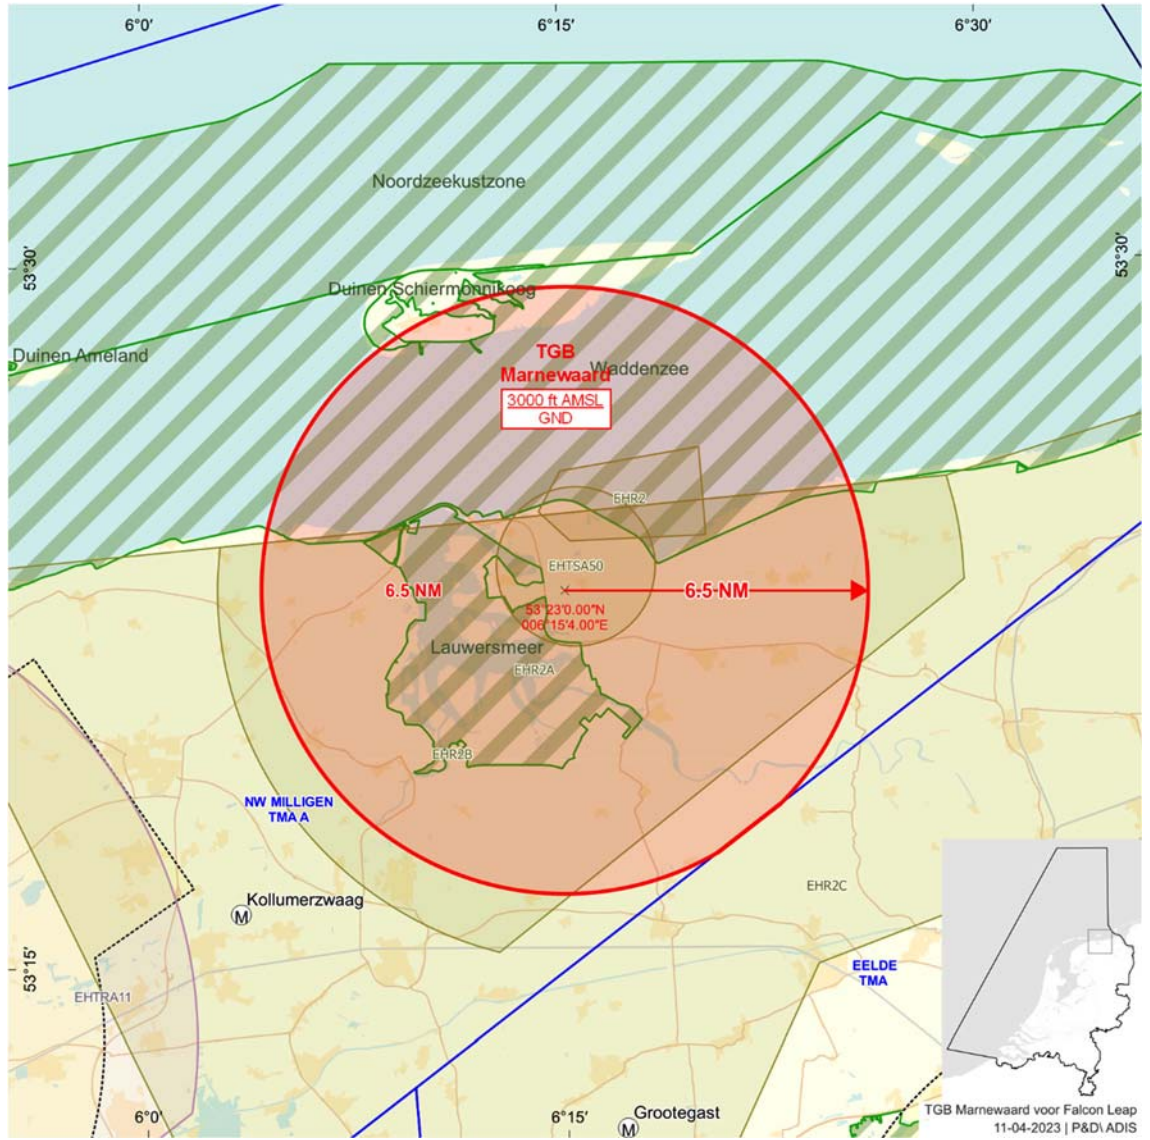 6°0′
6°15′
6°30′
Noordzeekustzone
53°30′
53°30′
Duinen Schiermonnikoog
Duinen Ameland
TGB
Marnewaard
Waddenzee
3000 ft AMSL
GND
EHR2
EHTSA50
6.5 NM
6.5 NM
53°23'0.00"N
006°15'4.00"E
Lauwersmeer
EHR2A
EHR2B
NW MILLIGEN
TMA A
EHR2C
Kollumerzwaag
M
53°15′
EELDE
TMA
EHTRA11
6°0′
6°15′
Grootegast
M
TGB Marnewaard voor Falcon Leap
11-04-2023 | P&D\ ADIS